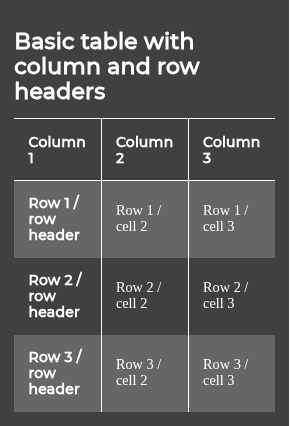 Basic table with
column and row
headers
Column
1
Column
2
Column
3
Row 1 /
row
header
Row 1 /
cell 2
Row 1 /
cell 3
Row 2 /
row
header
Row 2 /
cell 2
Row 2 /
cell 3
Row 3 /
row
header
Row 3 /
cell 2
Row 3 /
cell 3